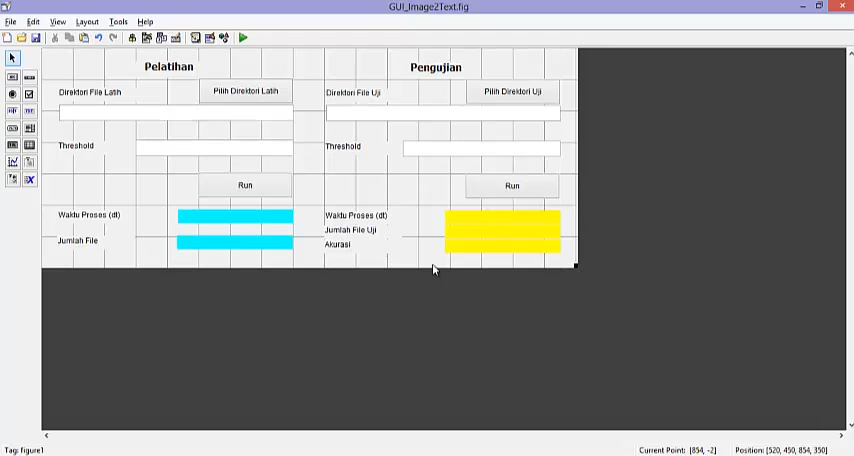 GUI_Image2Text.fig
File Edit View Layout Tools Help
Pelatihan
Direktori File Latih
Pilih Direktori Latih
Threshold
Run
Waktu Proses (dt)
Jumlah File
Pengujian
Direktori File Uji
Pilih Direktori Uji
Threshold
Run
Waktu Proses (dt)
Jumlah File Uji
Akurasi
Tag: figure1
Current Point: [854, -2]
Position: [520, 450, 854, 350]